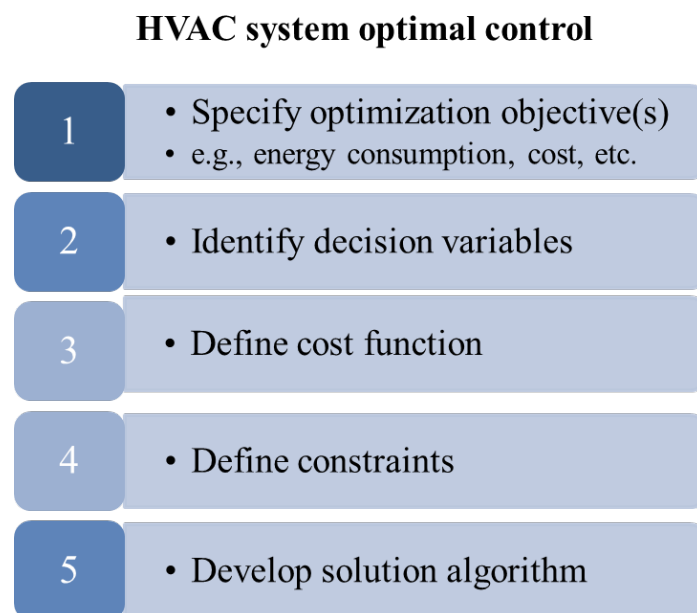 HVAC system optimal control
1
• Specify optimization objective(s)
• e.g., energy consumption, cost, etc.
2
• Identify decision variables
3
• Define cost function
4
• Define constraints
5
• Develop solution algorithm